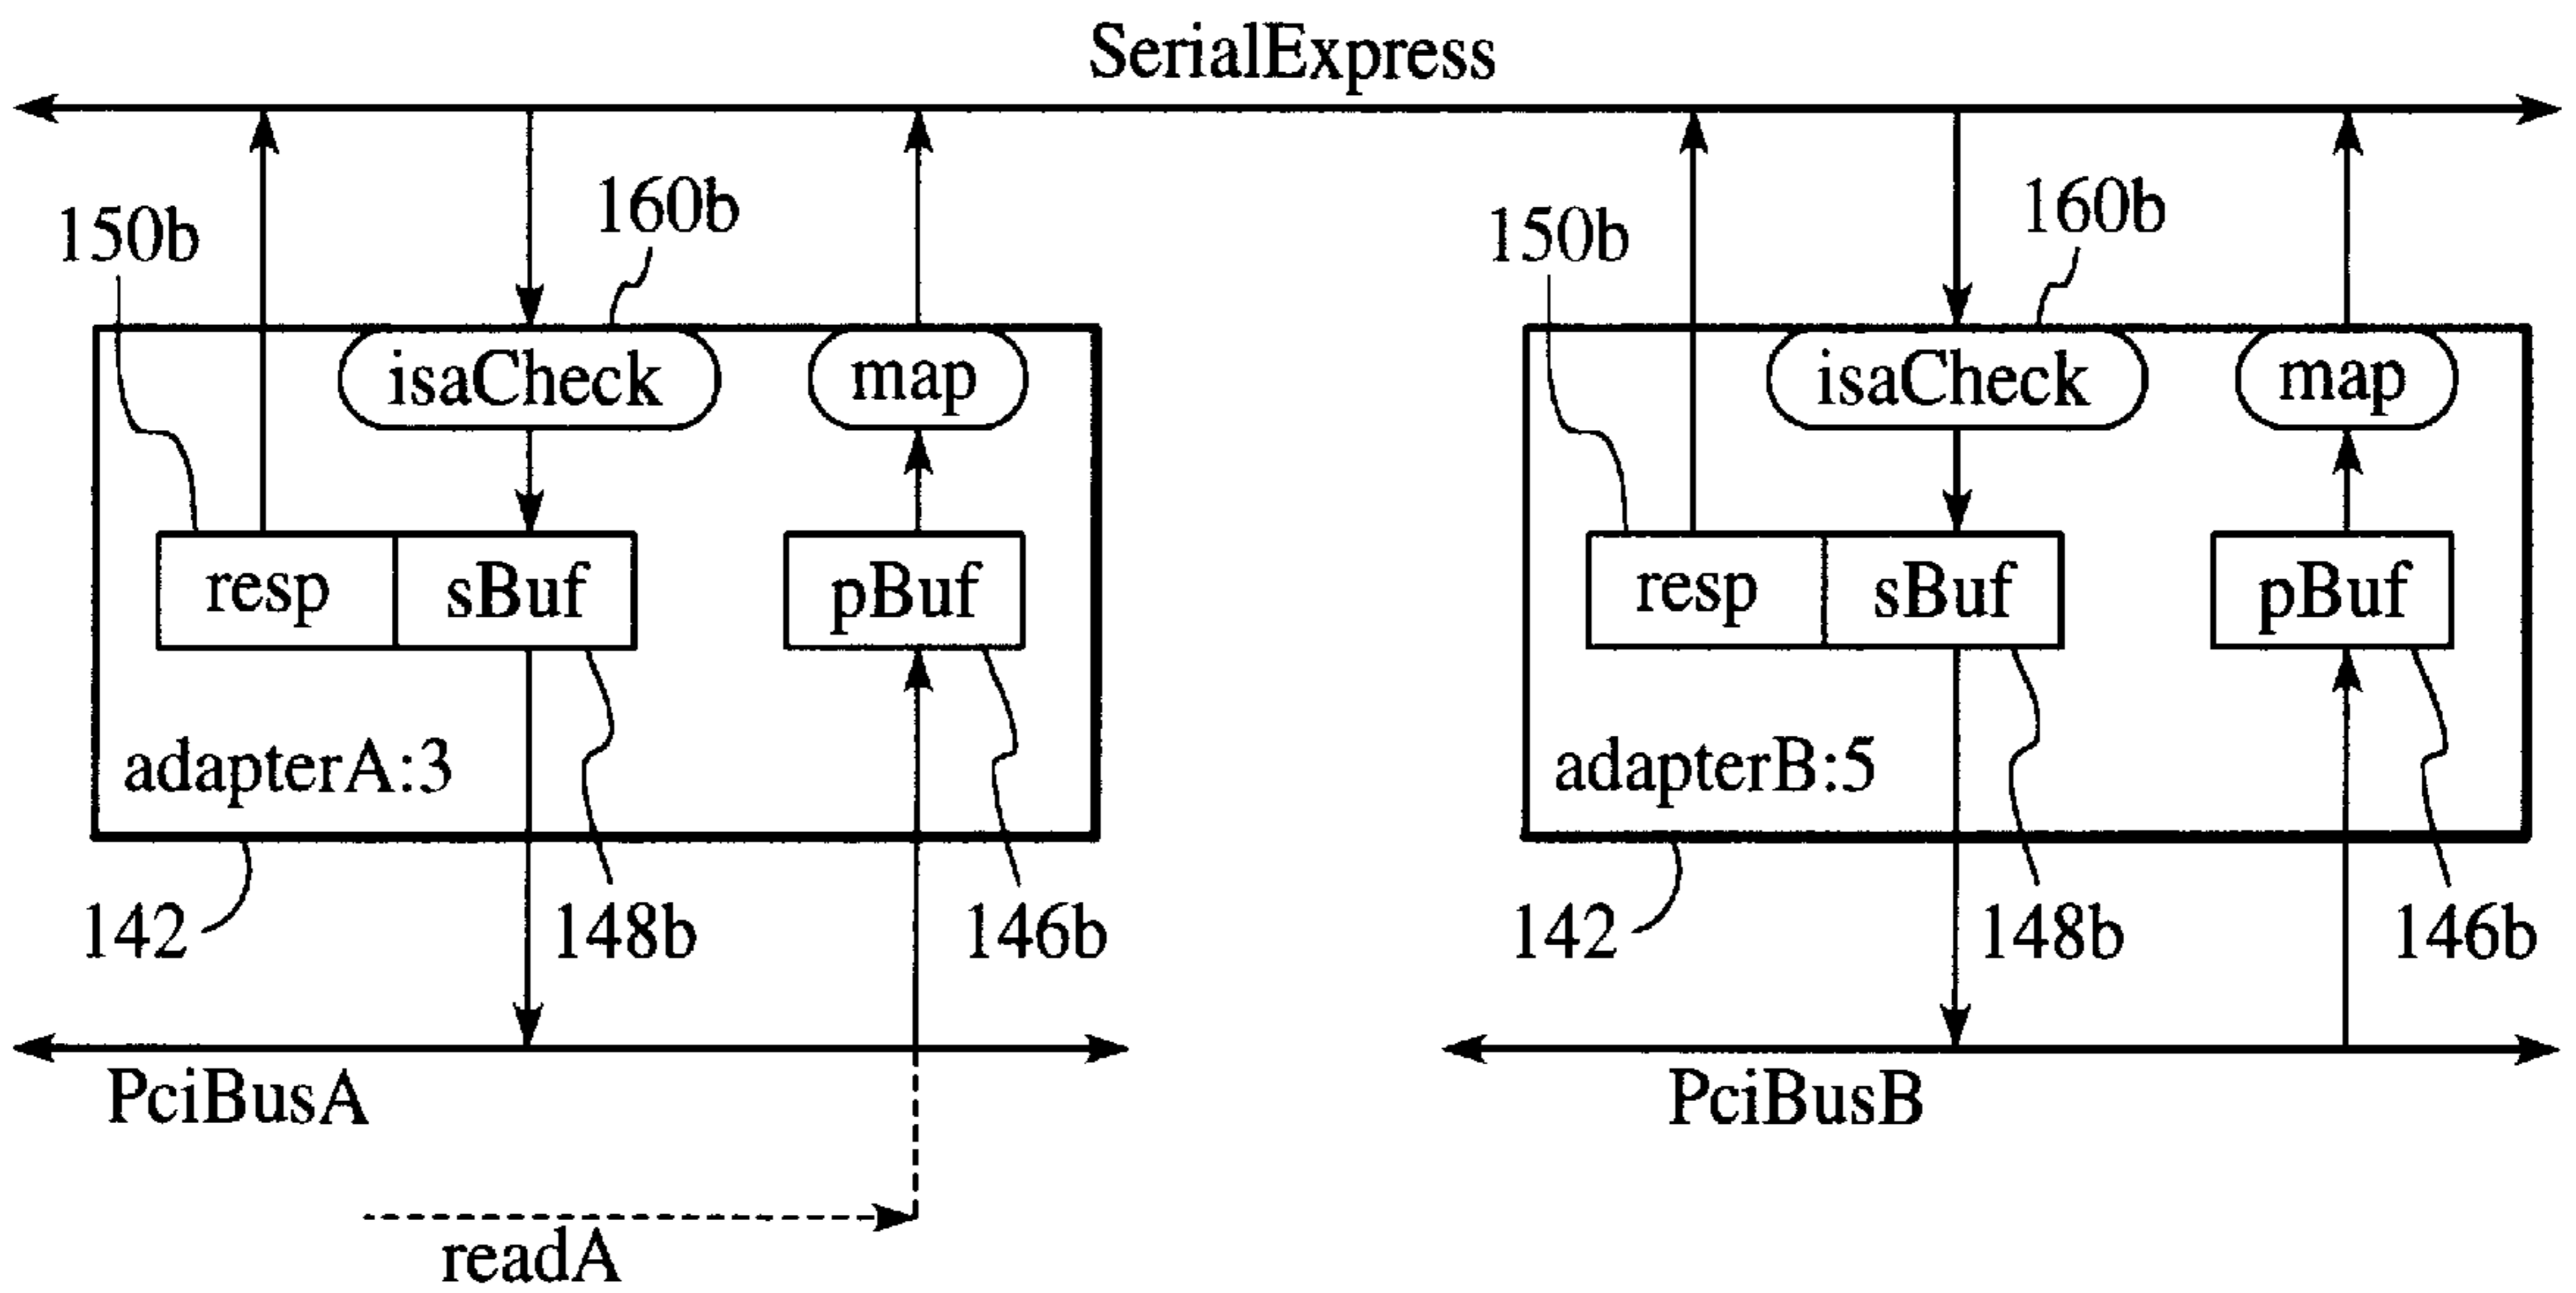 SerialExpress
150b
160b
150b
160b
isaCheck
map
isaCheck
map
resp
sBuf
pBuf
resp
sBuf
pBuf
adapterA:3
adapterB:5
142
148b
146b
142
148b
146b
PciBusA
PciBusB
readA